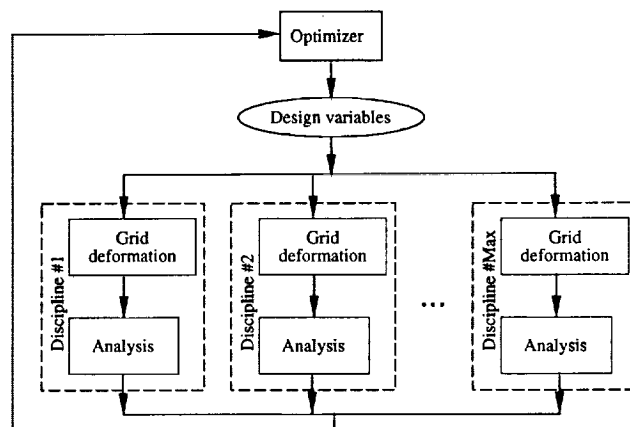 Optimizer
Design variables
Discipline #1
Grid
deformation
Analysis
Discipline #2
Grid
deformation
Analysis
...
Discipline #Max
Grid
deformation
Analysis